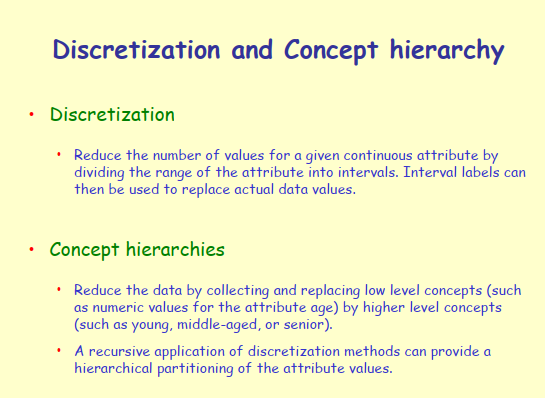 Discretization and Concept hierarchy
• Discretization
• Reduce the number of values for a given continuous attribute by
dividing the range of the attribute into intervals. Interval labels can
then be used to replace actual data values.
• Concept hierarchies
• Reduce the data by collecting and replacing low level concepts (such
as numeric values for the attribute age) by higher level concepts
(such as young, middle-aged, or senior).
• A recursive application of discretization methods can provide a
hierarchical partitioning of the attribute values.